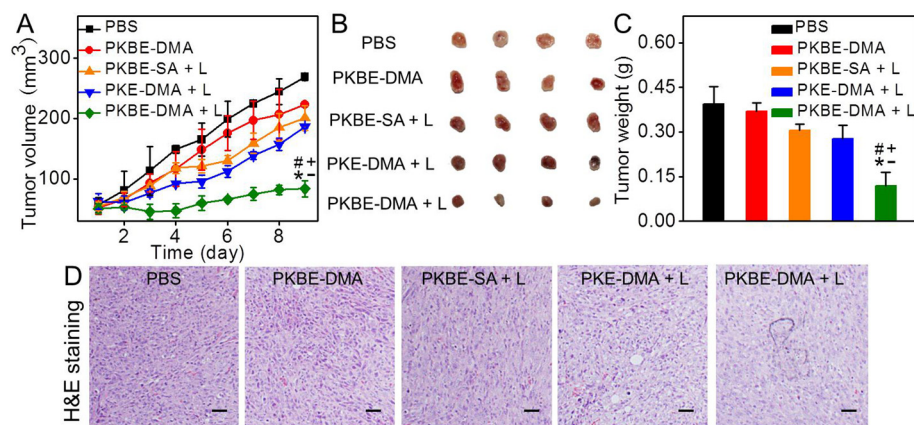 A
Tumor volume (mm³)
300
200
100
2 4 6 8
Time (day)
PBS
PKBE-DMA
PKBE-SA + L
PKE-DMA + L
PKBE-DMA + L
# +
* −
B
PBS
PKBE-DMA
PKBE-SA + L
PKE-DMA + L
PKBE-DMA + L
C
Tumor weight (g)
0.60
0.45
0.30
0.15
0.00
PBS
PKBE-DMA
PKBE-SA + L
PKE-DMA + L
PKBE-DMA + L
# +
* −
D
H&E staining
PBS
PKBE-DMA
PKBE-SA + L
PKE-DMA + L
PKBE-DMA + L